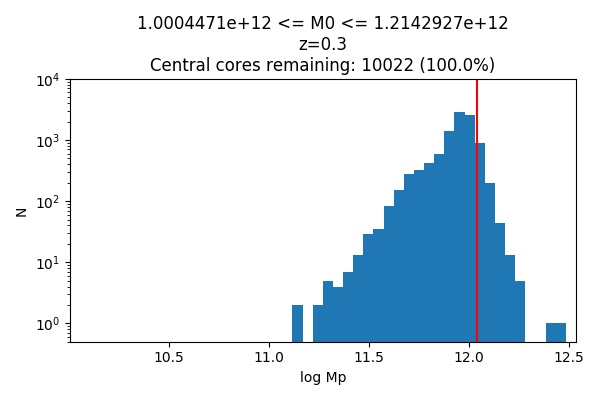 1.0004471e+12 <= M0 <= 1.2142927e+12
z=0.3
Central cores remaining: 10022 (100.0%)
10^4
10^3
10^2
10^1
10^0
N
10.5 11.0 11.5 12.0 12.5
log Mp